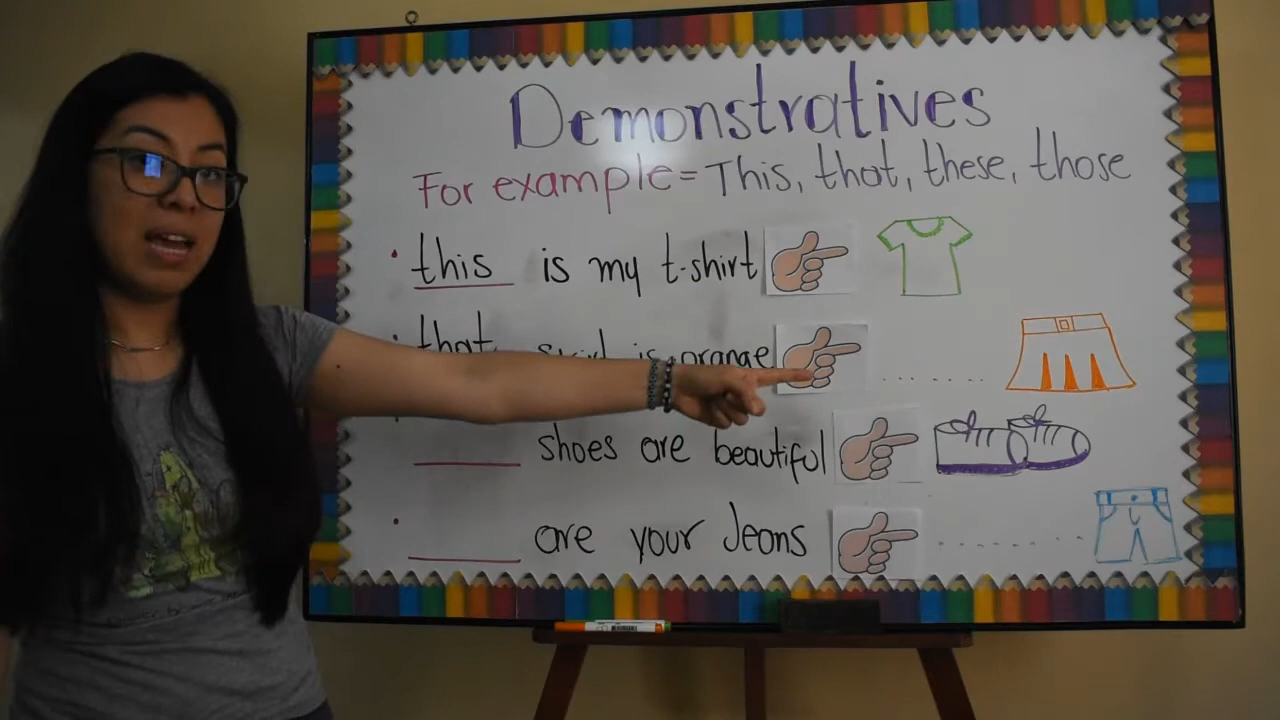 Demonstratives
For example = This, that, these, those
this is my t-shirt
that is orange
shoes are beautiful
are your Jeans